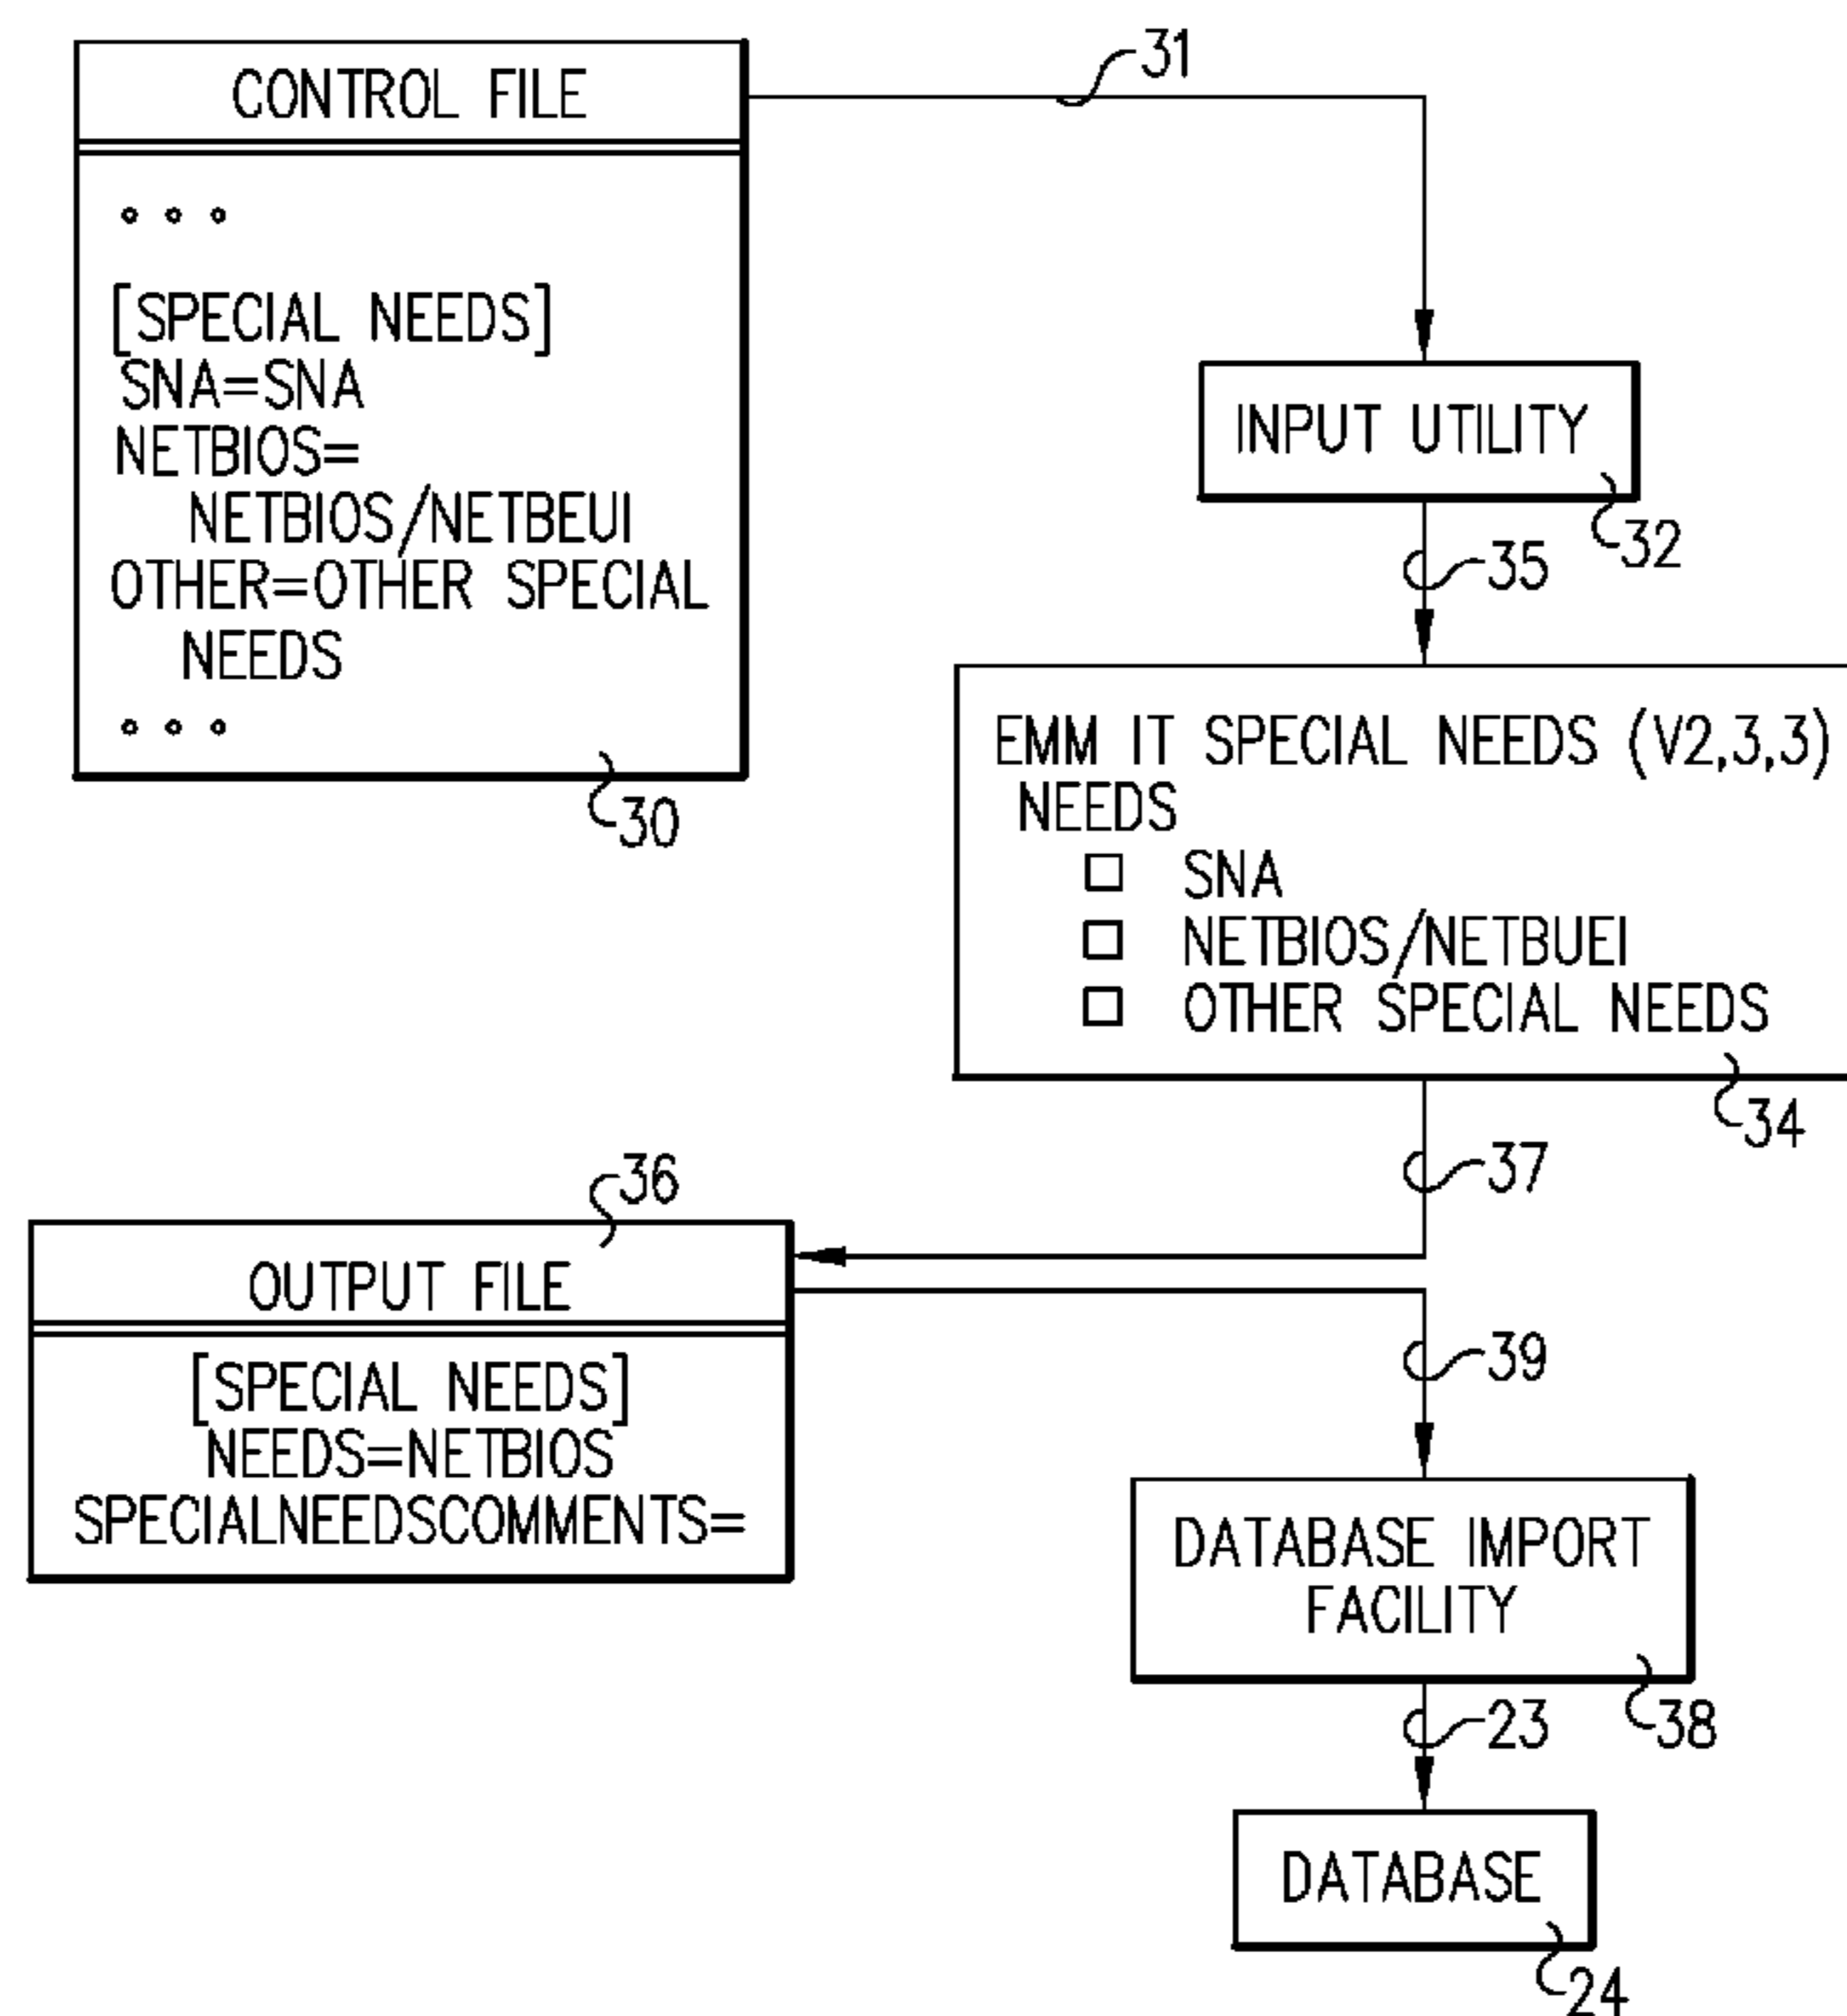 CONTROL FILE
[SPECIAL NEEDS]
SNA=SNA
NETBIOS=
NETBIOS/NETBEUI
OTHER=OTHER SPECIAL
NEEDS
30
31
INPUT UTILITY
32
35
EMM IT SPECIAL NEEDS (V2,3,3)
NEEDS
SNA
NETBIOS/NETBUEI
OTHER SPECIAL NEEDS
34
37
36
OUTPUT FILE
[SPECIAL NEEDS]
NEEDS=NETBIOS
SPECIALNEEDSCOMMENTS=
39
DATABASE IMPORT
FACILITY
38
23
DATABASE
24